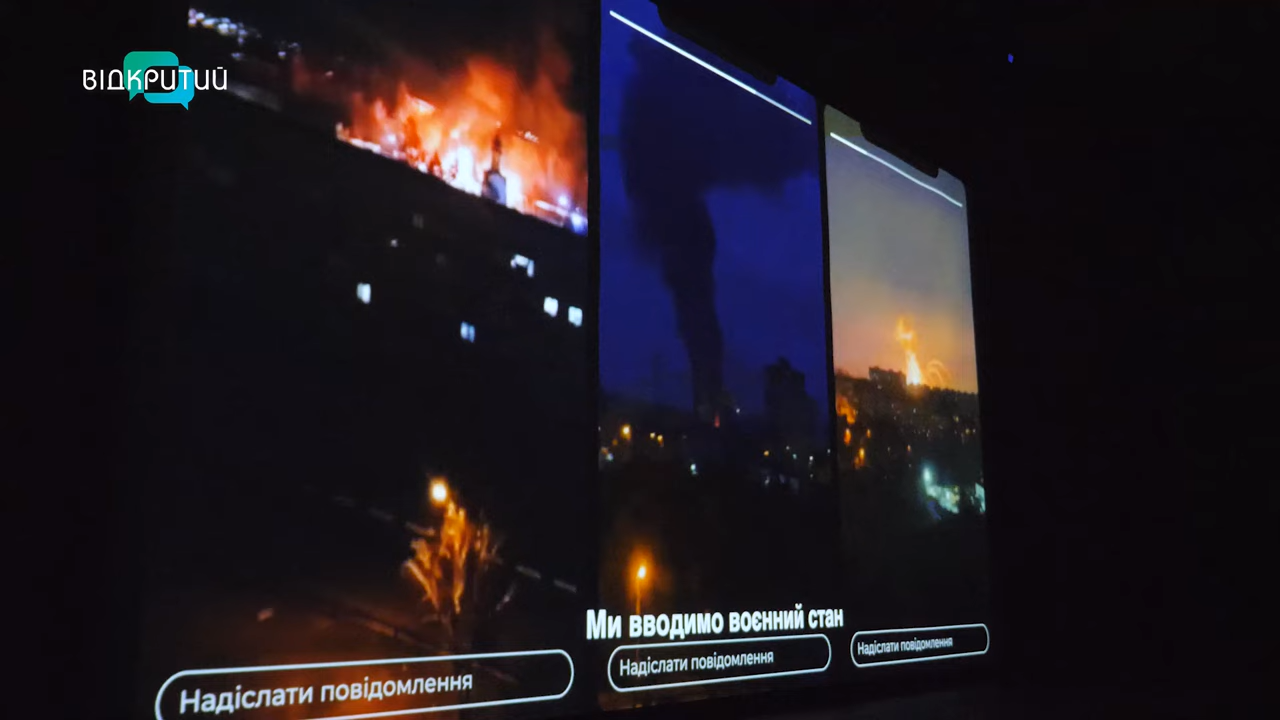 ВІДКРИТИЙ
Ми вводимо воєнний стан
Надіслати повідомлення
Надіслати повідомлення
Надіслати повідомлення